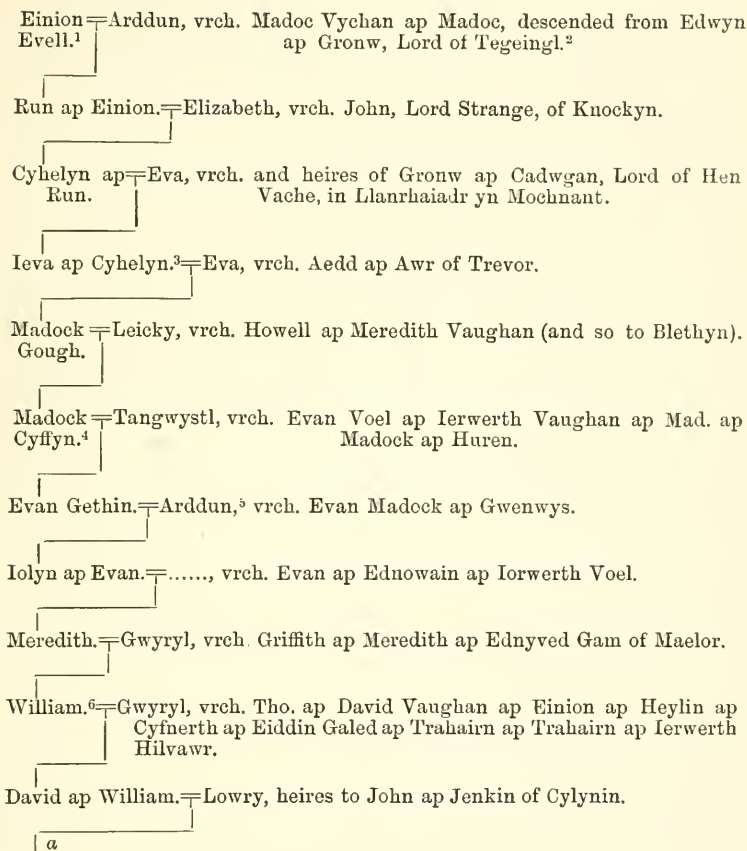 Einion=Arddun, vrch. Madoc Vychan ap Madoc, descended from Edwyn
Evell.¹ ap Gronw, Lord of Tegeingl.²
Run ap Einion.=Elizabeth, vrch. John, Lord Strange, of Knockyn.
Cyhelyn ap=Eva, vrch. and heires of Gronw ap Cadwgan, Lord of Hen
Run. Vache, in Llanrhaiadr yn Mochnant.
Ieva ap Cyhelyn.³=Eva, vrch. Aedd ap Awr of Trevor.
Madock=Leicky, vrch. Howell ap Meredith Vaughan (and so to Blethyn).
Gough.
Madock=Tangwystl, vrch. Evan Voel ap Ierwerth Vaughan ap Mad. ap
Cyffyn.⁴ Madock ap Huren.
Evan Gethin.=Arddun,⁵ vrch. Evan Madock ap Gwenwys.
Iolyn ap Evan.=......, vrch. Evan ap Ednowain ap Iorwerth Voel.
Meredith.=Gwyryl, vrch. Griffith ap Meredith ap Ednyved Gam of Maelor.
William.⁶=Gwyryl, vrch. Tho. ap David Vaughan ap Einion ap Heylin ap
Cyfnerth ap Eiddin Galed ap Trahairn ap Trahairn ap Ierwerth
Hilvawr.
David ap William.=Lowry, heires to John ap Jenkin of Cylynin.
a